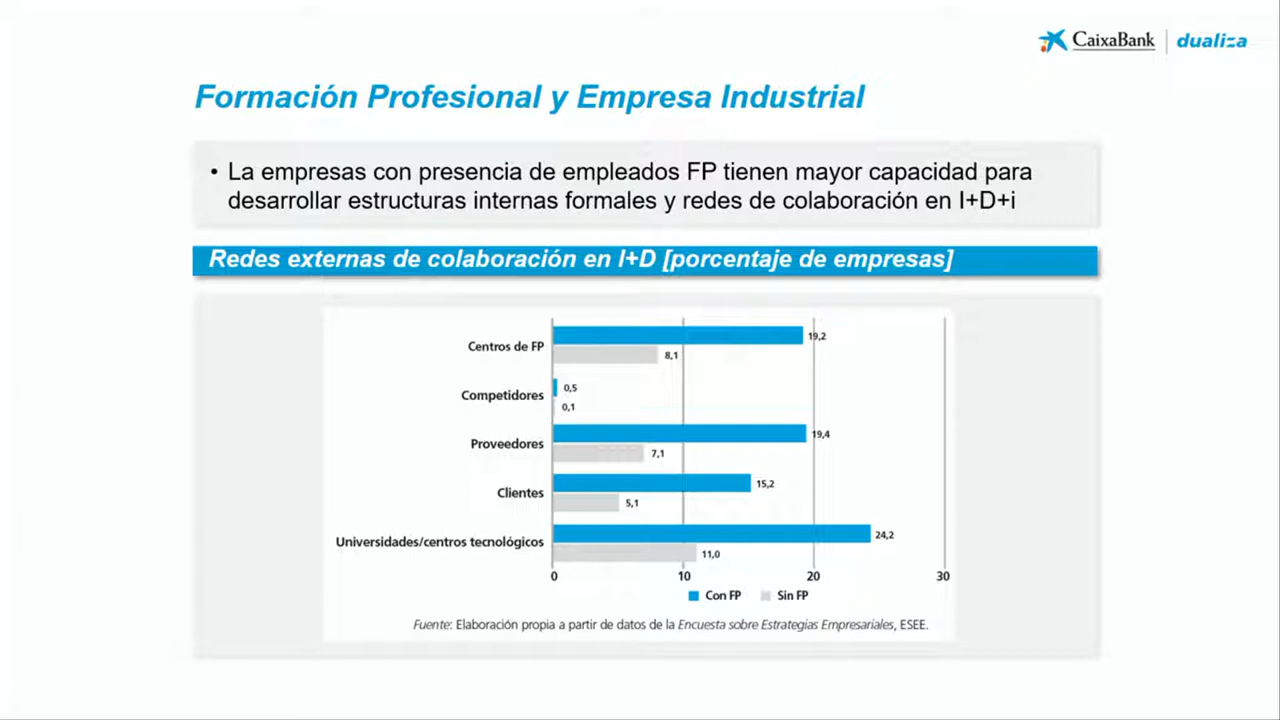 CaixaBank | dualiza
Formación Profesional y Empresa Industrial
• La empresas con presencia de empleados FP tienen mayor capacidad para
desarrollar estructuras internas formales y redes de colaboración en I+D+i
Redes externas de colaboración en I+D [porcentaje de empresas]
Centros de FP
19,2
8,1
Competidores
0,5
0,1
Proveedores
19,4
7,1
Clientes
15,2
5,1
Universidades/centros tecnológicos
24,2
11,0
0 10 20 30
Con FP Sin FP
Fuente: Elaboración propia a partir de datos de la Encuesta sobre Estrategias Empresariales, ESEE.